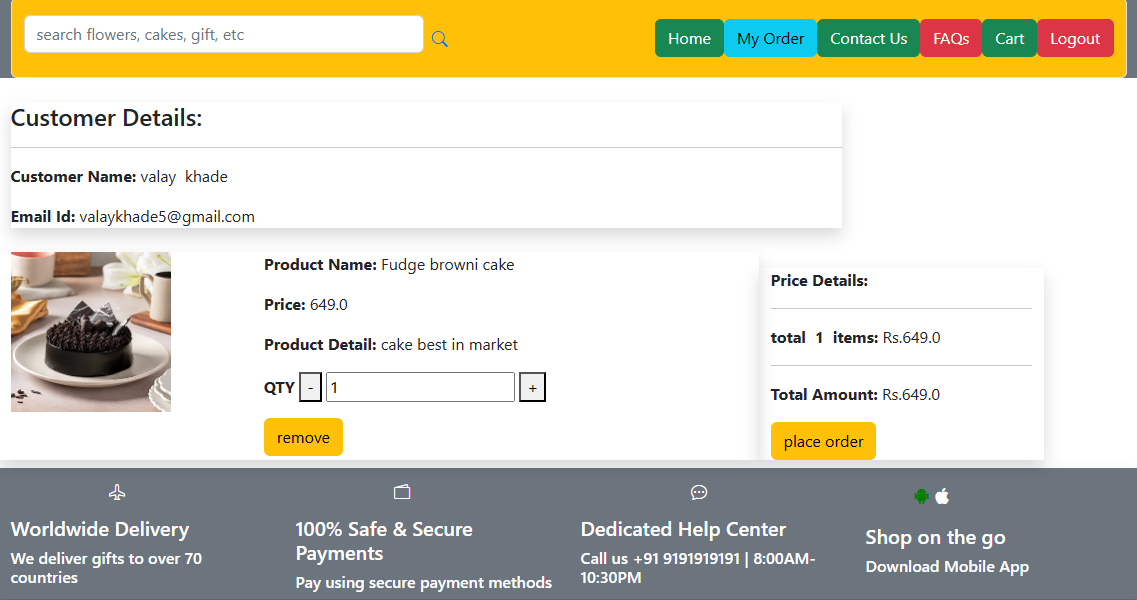 search flowers, cakes, gift, etc
Home My Order Contact Us FAQs Cart Logout
Customer Details:
Customer Name: valay khade
Email Id: valaykhade5@gmail.com
Product Name: Fudge browni cake
Price: 649.0
Product Detail: cake best in market
QTY - 1 +
remove
Price Details:
total 1 items: Rs.649.0
Total Amount: Rs.649.0
place order
Worldwide Delivery
We deliver gifts to over 70
countries
100% Safe & Secure
Payments
Pay using secure payment methods
Dedicated Help Center
Call us +91 9191919191 | 8:00AM-
10:30PM
Shop on the go
Download Mobile App